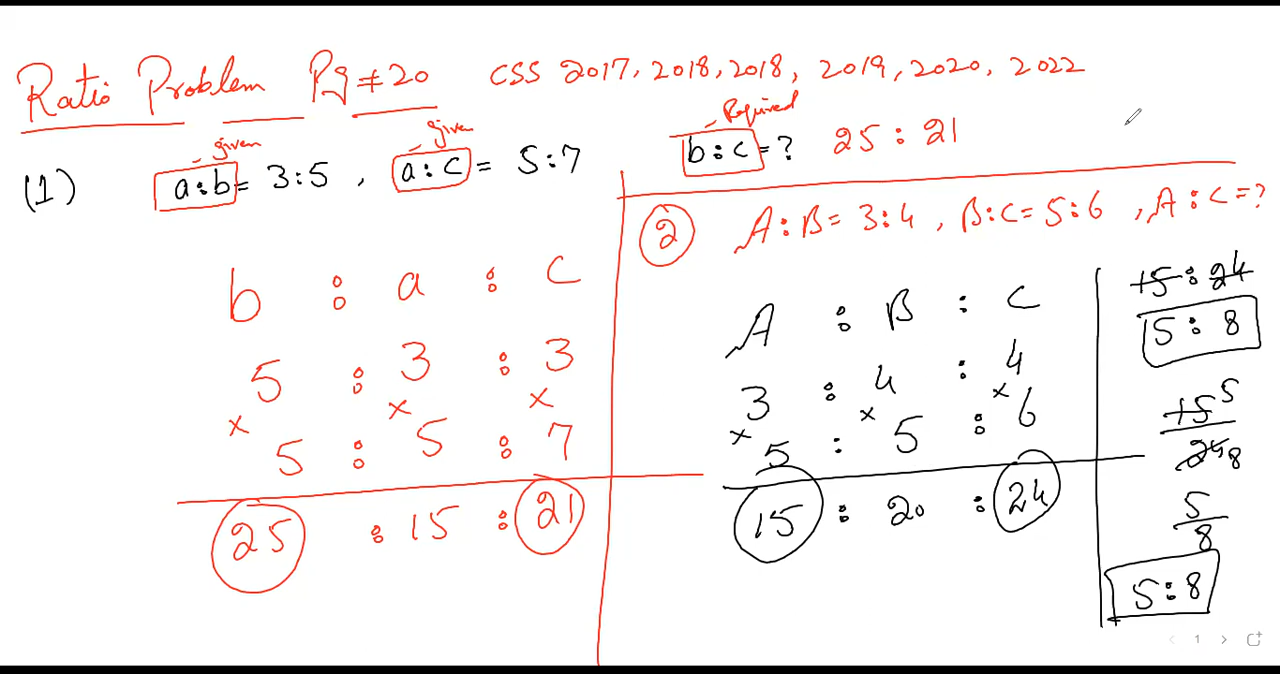 Ratio Problem Pg #20 CSS 2017, 2018, 2018, 2019, 2020, 2022
given given Required
(1) a:b = 3:5 , a:c = 5:7 b:c = ? 25 : 21
b : a : c
5 : 3 : 3
× × ×
5 : 5 : 7
25 : 15 : 21
2 A:B = 3:4 , B:C = 5:6 , A:C = ?
A : B : C
3 : 4 : 4
× × ×
5 : 5 : 6
15 : 20 : 24
15 : 24
5 : 8
15 5
24 8
5
8
5 : 8
1